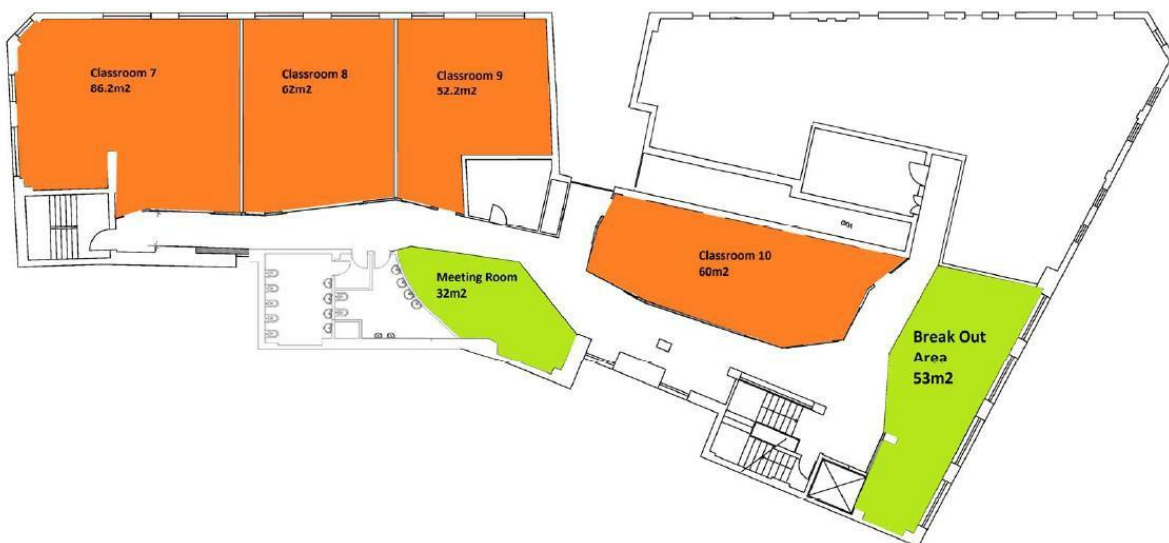 Classroom 7
86.2m2
Classroom 8
62m2
Classroom 9
52.2m2
Classroom 10
60m2
Meeting Room
32m2
Break Out
Area
53m2